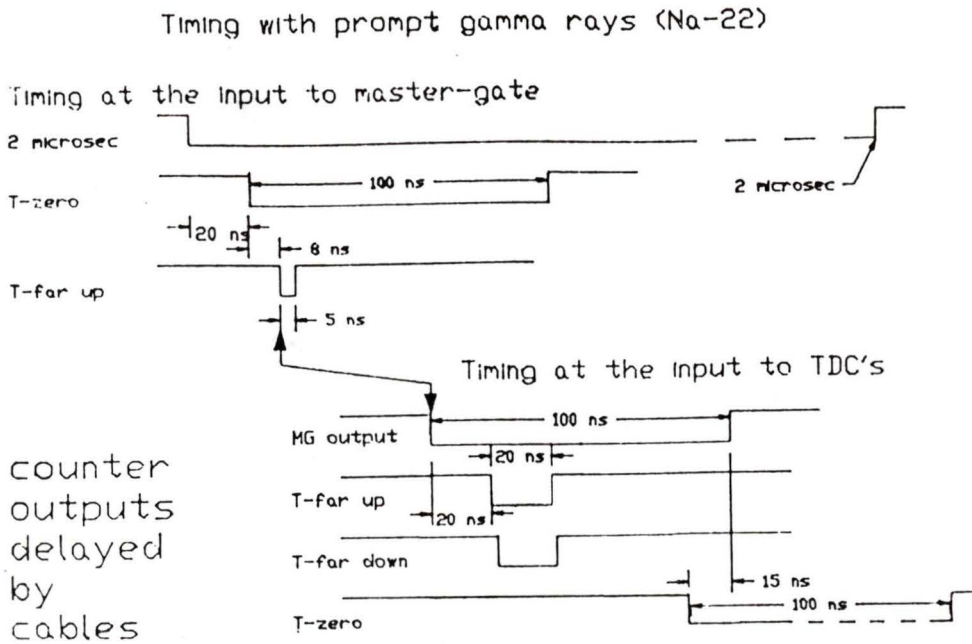 Timing with prompt gamma rays (Na-22)
Timing at the input to master-gate
2 microsec
2 microsec
100 ns
T-zero
20 ns
8 ns
T-far up
5 ns
Timing at the input to TDC's
100 ns
MG output
20 ns
T-far up
20 ns
T-far down
15 ns
100 ns
T-zero
counter
outputs
delayed
by
cables